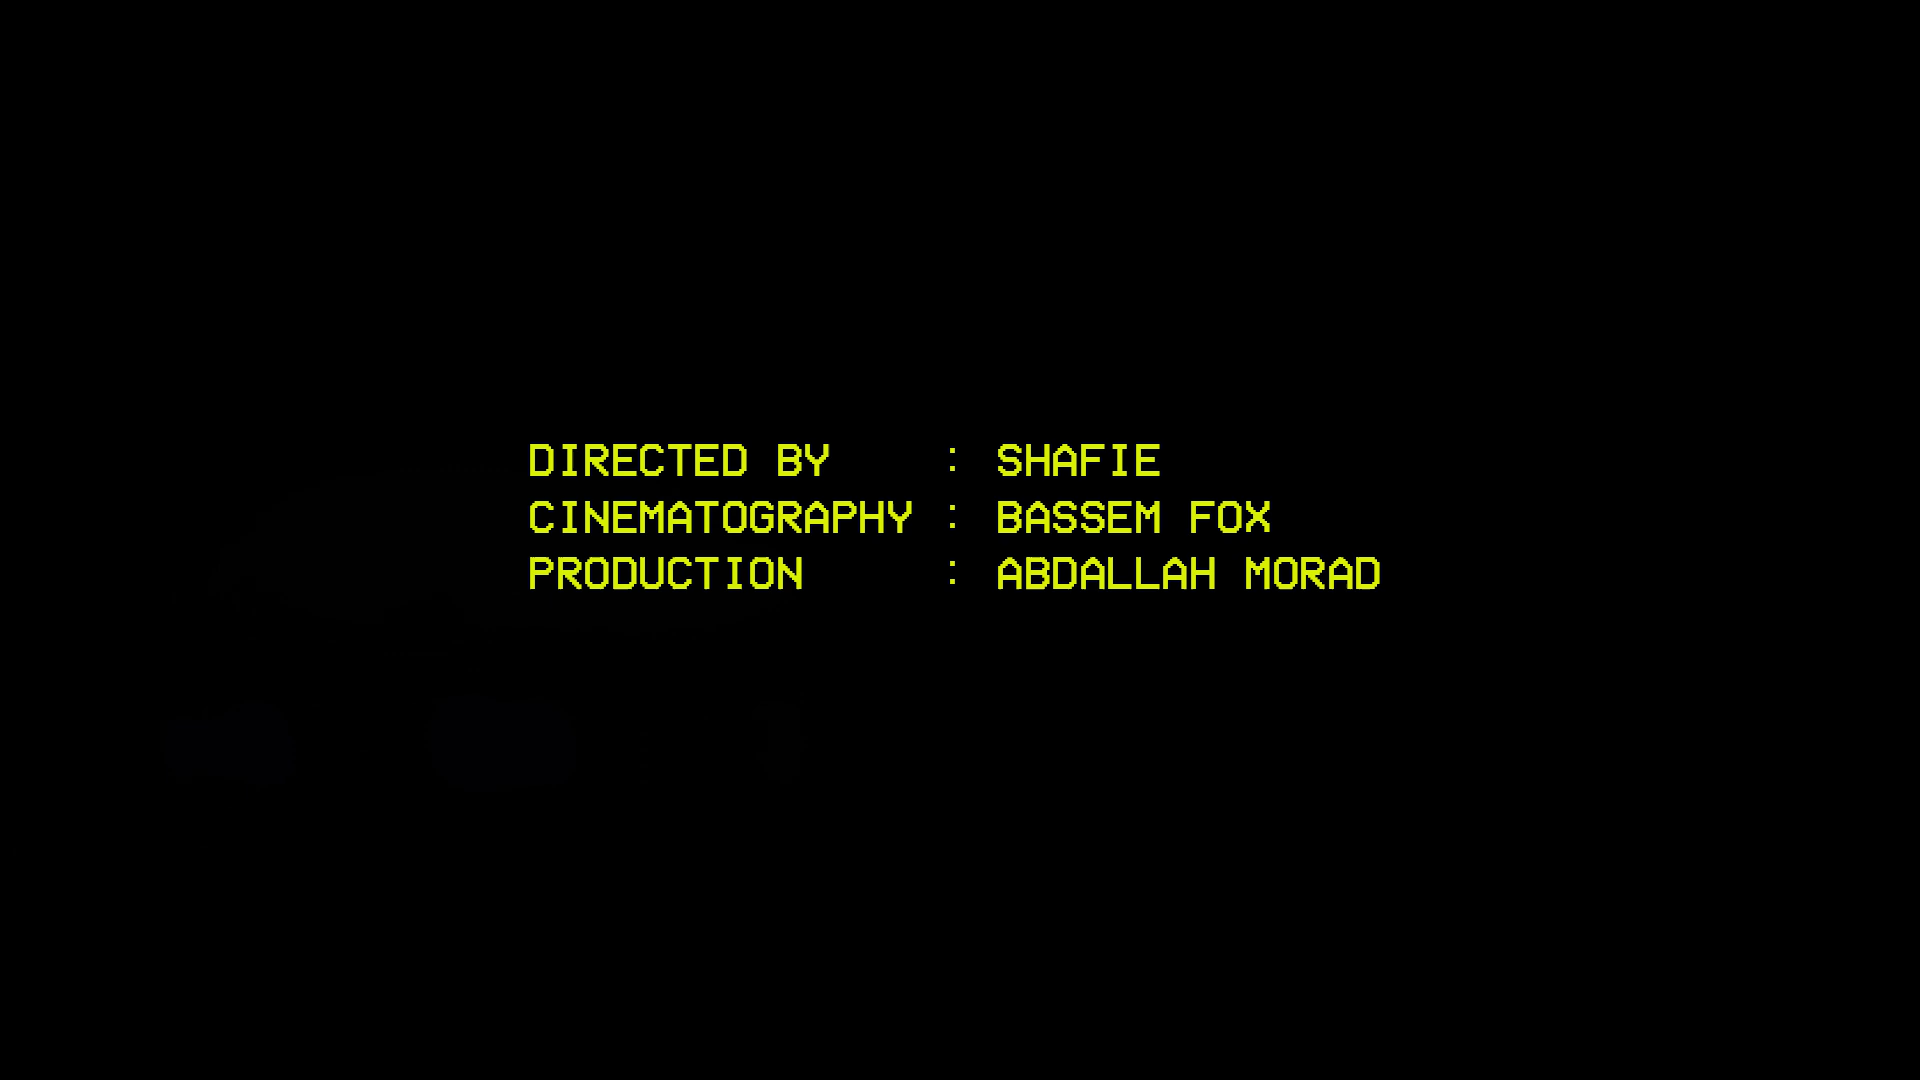 DIRECTED BY : SHAFIE
CINEMATOGRAPHY : BASSEM FOX
PRODUCTION : ABDALLAH MORAD